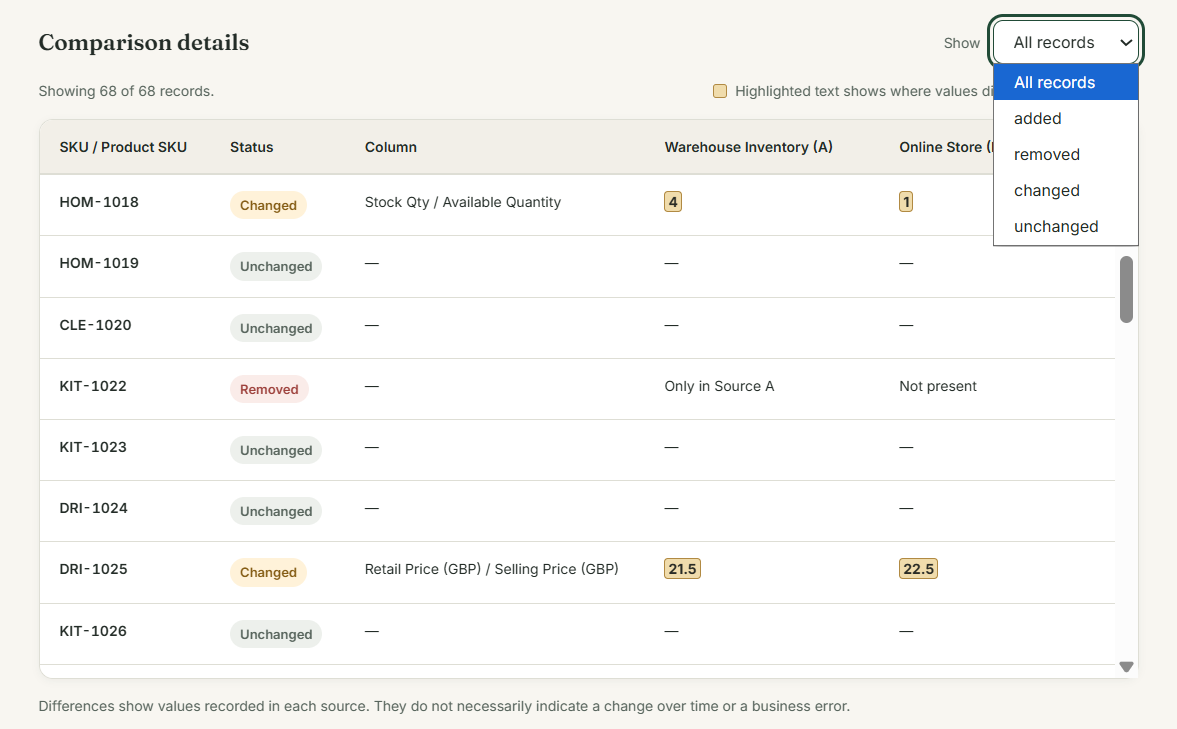 Comparison details
Show
All records
Showing 68 of 68 records.
Highlighted text shows where values
All records
added
removed
changed
unchanged
SKU / Product SKU Status Column Warehouse Inventory (A) Online Store
HOM-1018 Changed Stock Qty / Available Quantity 4 1
HOM-1019 Unchanged — — —
CLE-1020 Unchanged — — —
KIT-1022 Removed — Only in Source A Not present
KIT-1023 Unchanged — — —
DRI-1024 Unchanged — — —
DRI-1025 Changed Retail Price (GBP) / Selling Price (GBP) 21.5 22.5
KIT-1026 Unchanged — — —
Differences show values recorded in each source. They do not necessarily indicate a change over time or a business error.